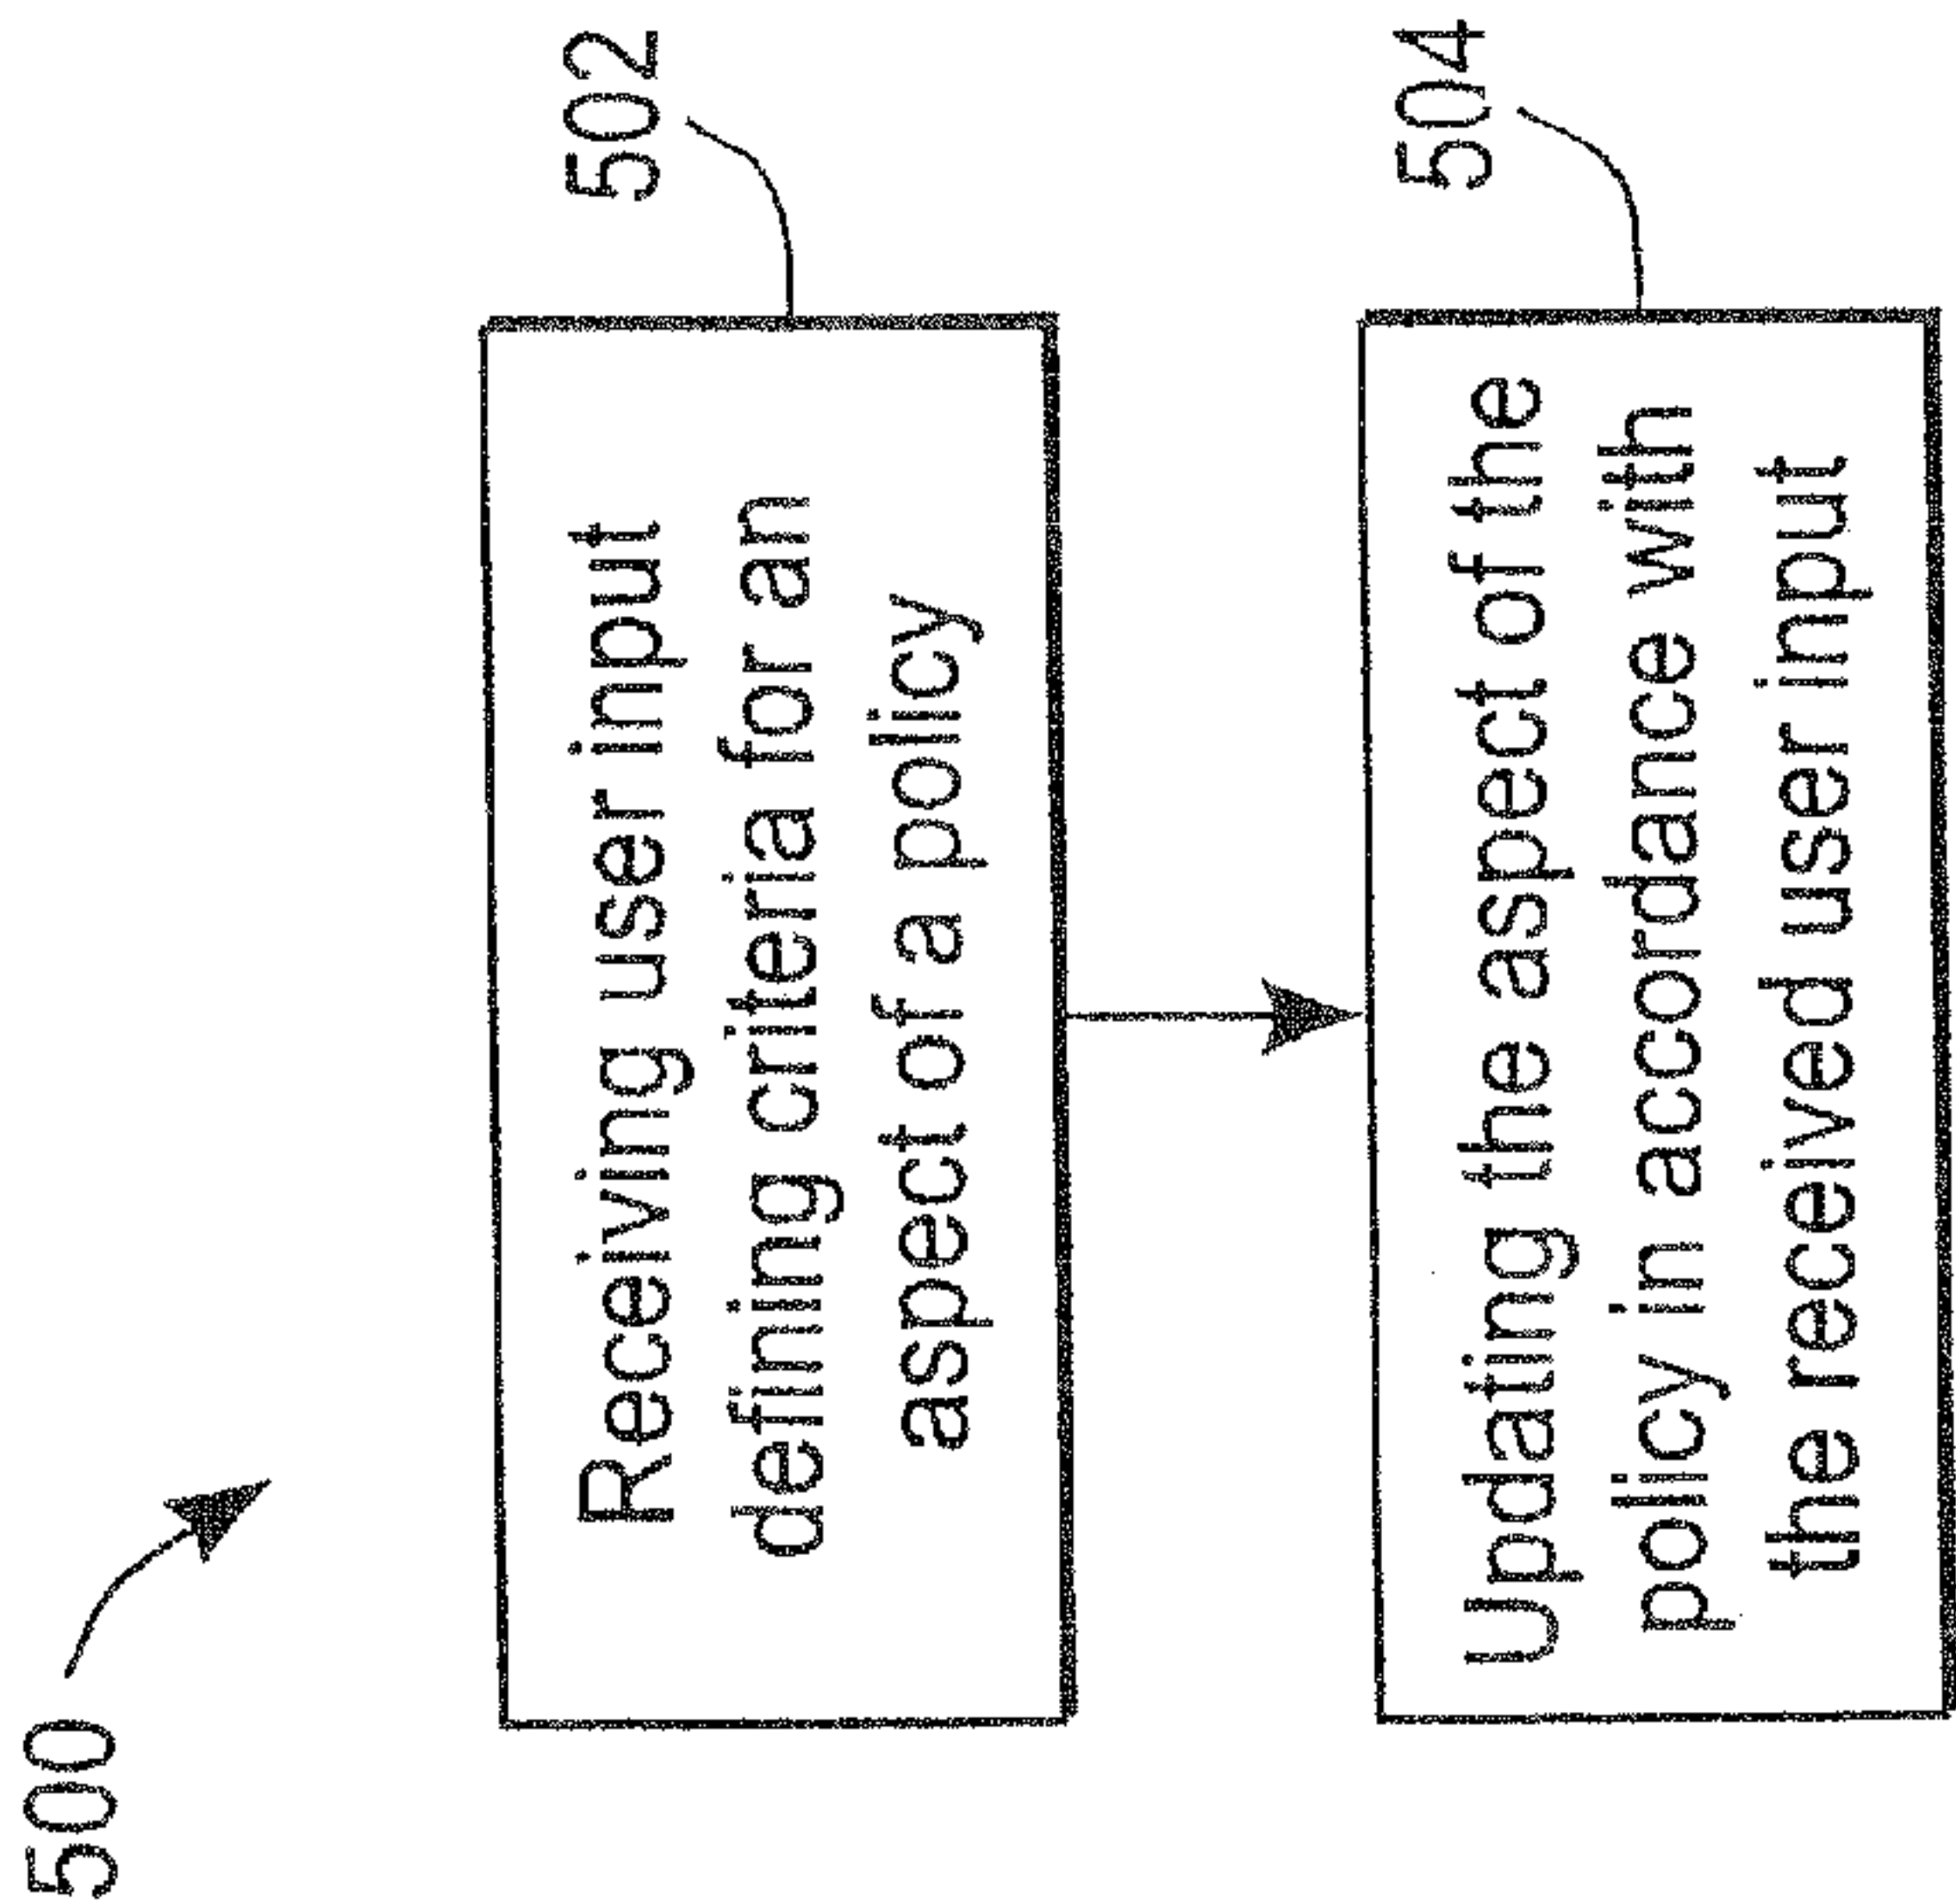 500
502
Receiving user input
defining criteria for an
aspect of a policy
504
Updating the aspect of the
policy in accordance with
the received user input